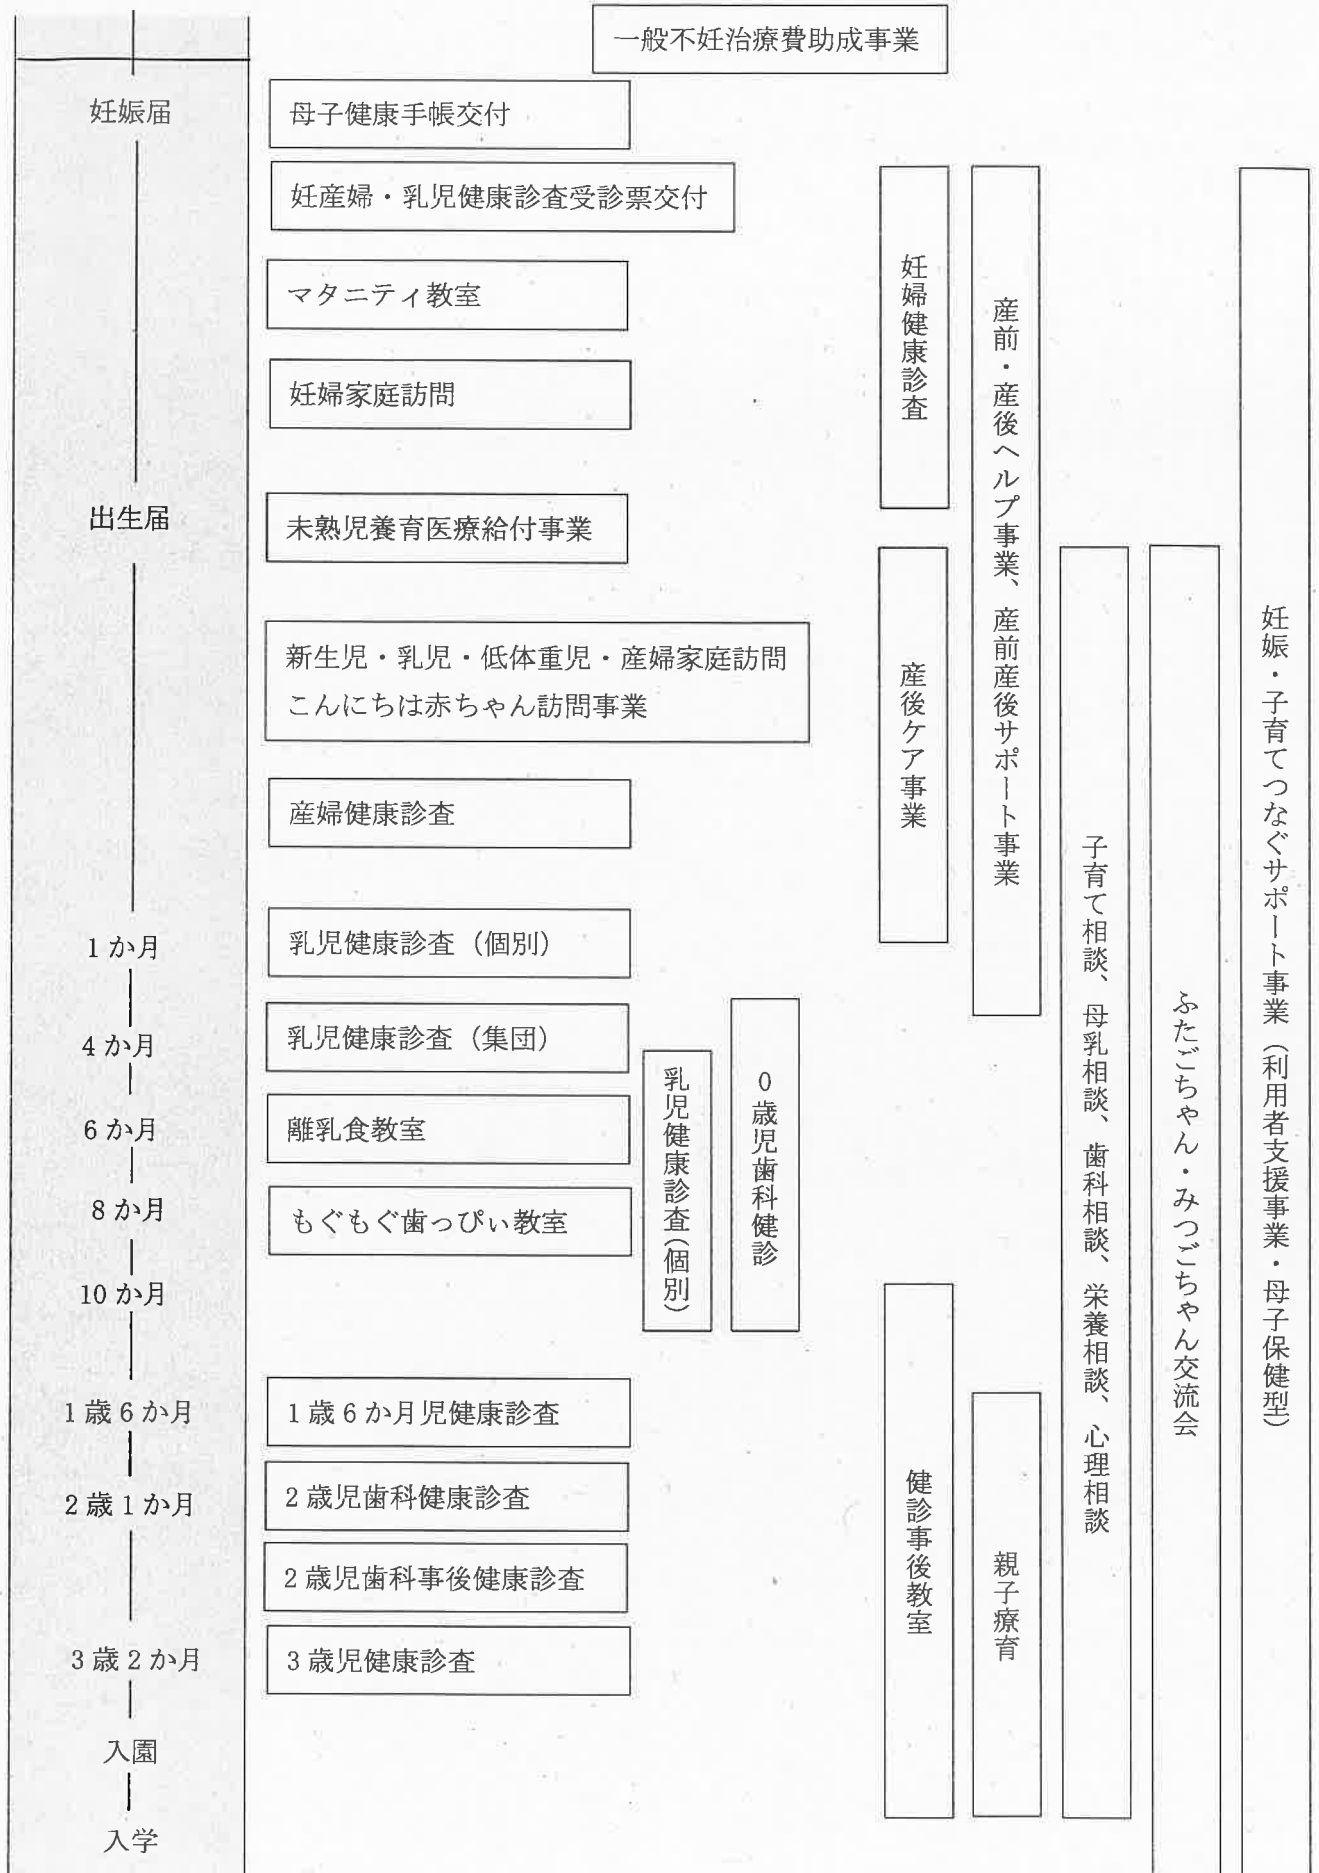 一般不妊治療費助成事業
妊娠届
母子健康手帳交付
妊産婦・乳児健康診査受診票交付
マタニティ教室
妊婦家庭訪問
出生届
未熟児養育医療給付事業
新生児・乳児・低体重児・産婦家庭訪問
こんにちは赤ちゃん訪問事業
産婦健康診査
1か月
乳児健康診査（個別）
4か月
乳児健康診査（集団）
6か月
離乳食教室
8か月
もぐもぐ歯っぴぃ教室
10か月
1歳6か月
1歳6か月児健康診査
2歳1か月
2歳児歯科健康診査
2歳児歯科事後健康診査
3歳2か月
3歳児健康診査
入園
入学
乳児健康診査（個別）
0歳児歯科健診
妊婦健康診査
産後ケア事業
健診事後教室
産前・産後ヘルプ事業、産前産後サポート事業
親子療育
子育て相談、母乳相談、歯科相談、栄養相談、心理相談
ふたごちゃん・みつごちゃん交流会
妊娠・子育てつなぐサポート事業（利用者支援事業・母子保健型）